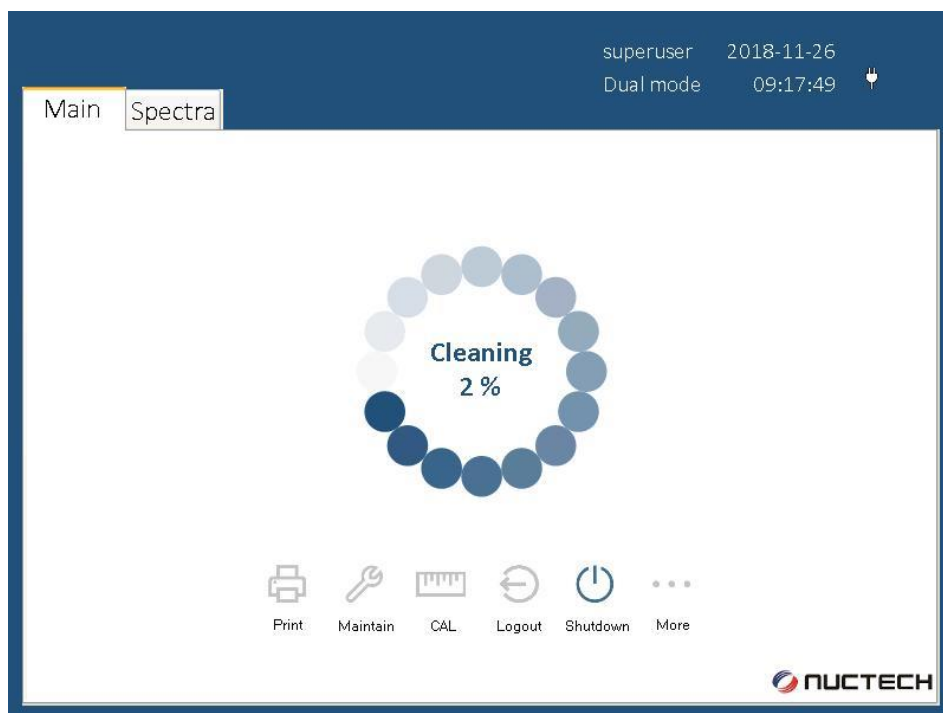 superuser 2018-11-26
Dual mode 09:17:49
Main Spectra
Cleaning
2 %
Print Maintain CAL Logout Shutdown More
NUCTECH